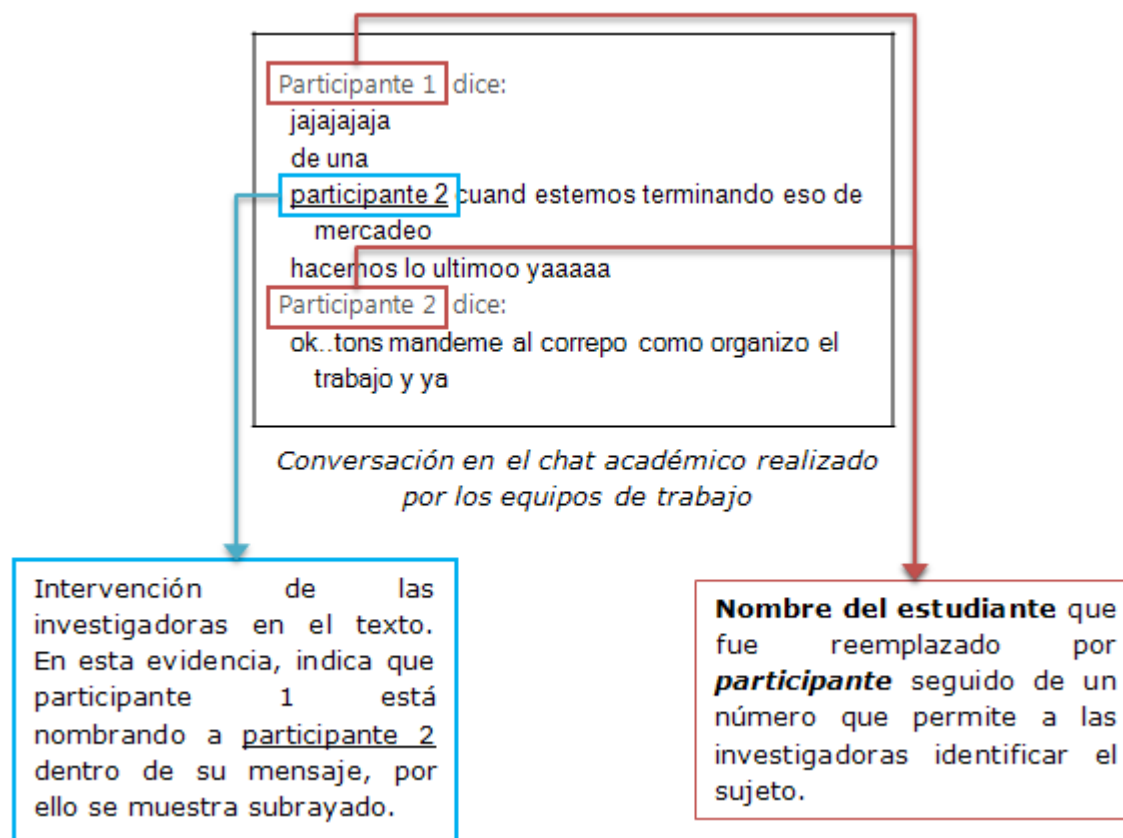 Participante 1 dice:
jajajajaja
de una
participante 2 cuand estemos terminando eso de
mercadeo
hacemos lo ultimoo yaaaaa
Participante 2 dice:
ok..tons mandeme al correpo como organizo el
trabajo y ya
Conversación en el chat académico realizado
por los equipos de trabajo
Intervención de las
investigadoras en el texto.
En esta evidencia, indica que
participante 1 está
nombrando a participante 2
dentro de su mensaje, por
ello se muestra subrayado.
Nombre del estudiante que
fue reemplazado por
participante seguido de un
número que permite a las
investigadoras identificar el
sujeto.